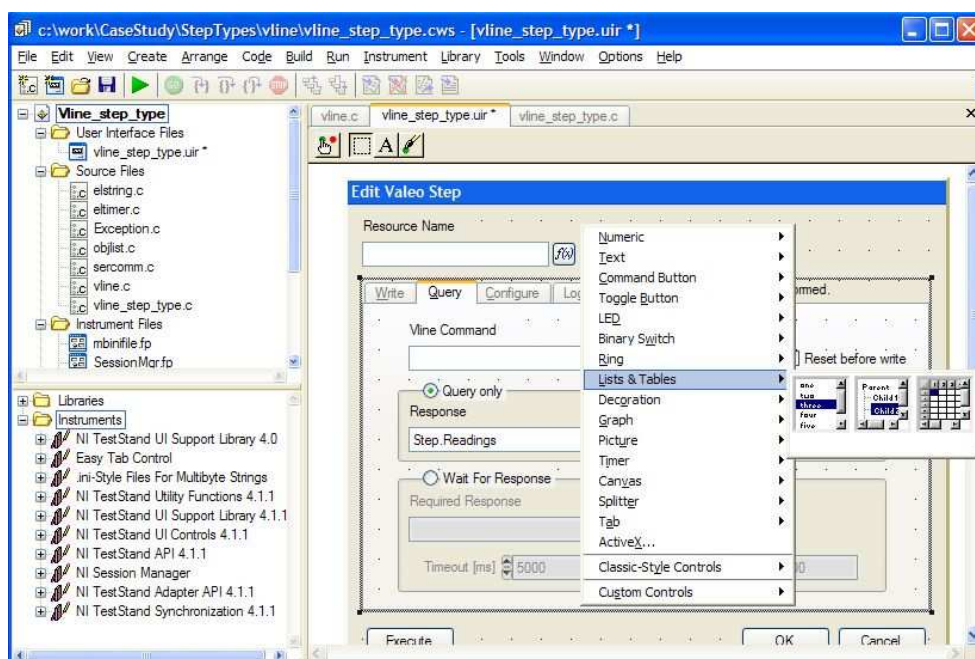 c:\work\CaseStudy\StepTypes\vline\vline_step_type.cws - [vline_step_type.uir *]
File Edit View Create Arrange Code Build Run Instrument Library Tools Window Options Help
Vline_step_type
User Interface Files
vline_step_type.uir *
Source Files
elstring.c
eltimer.c
Exception.c
objlist.c
sercomm.c
vline.c
vline_step_type.c
Instrument Files
mbinifile.fp
SessionMgr.fp
Libraries
Instruments
NI TestStand UI Support Library 4.0
Easy Tab Control
.ini-Style Files For Multibyte Strings
NI TestStand Utility Functions 4.1.1
NI TestStand UI Support Library 4.1.1
NI TestStand UI Controls 4.1.1
NI TestStand API 4.1.1
NI Session Manager
NI TestStand Adapter API 4.1.1
NI TestStand Synchronization 4.1.1
vline.c vline_step_type.uir * vline_step_type.c
A
Edit Valeo Step
Resource Name
f(x)
Write Query Configure Log
rmed.
Vline Command
Reset before write
Query only
Response
Step.Readings
Wait For Response
Required Response
Timeout [ms] 5000
00
Execute OK Cancel
Numeric
Text
Command Button
Toggle Button
LED
Binary Switch
Ring
Lists & Tables
Decoration
Graph
Picture
Timer
Canvas
Splitter
Tab
ActiveX...
Classic-Style Controls
Custom Controls
one
two
three
four
five
Parent
Child1
Child2
1 2 3